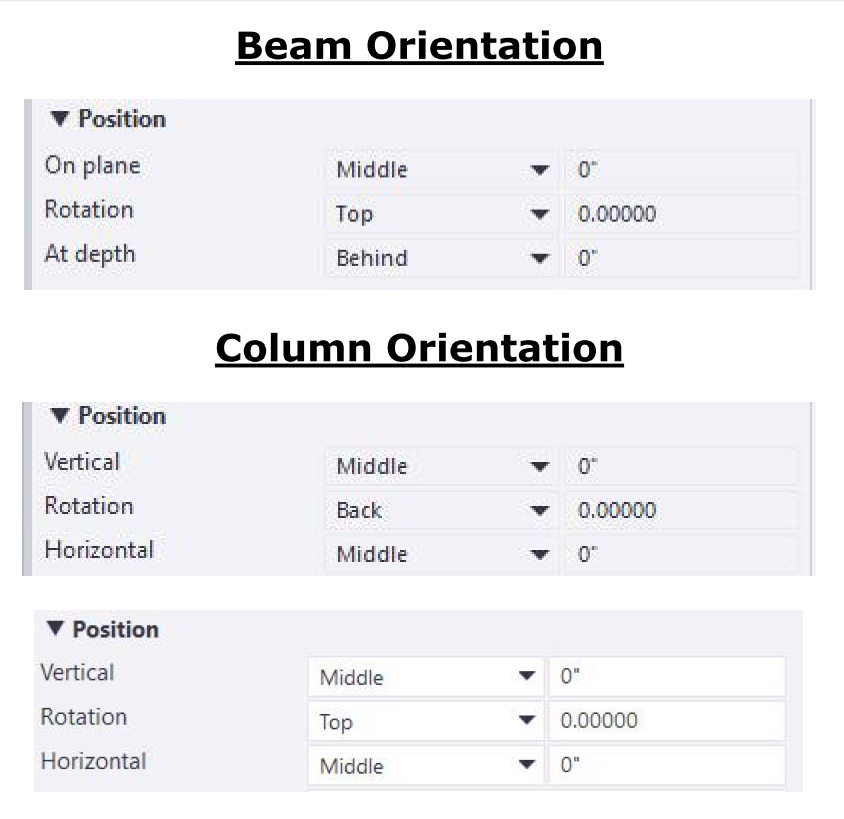 Beam Orientation
Position
On plane Middle 0"
Rotation Top 0.00000
At depth Behind 0"
Column Orientation
Position
Vertical Middle 0"
Rotation Back 0.00000
Horizontal Middle 0"
Position
Vertical Middle 0"
Rotation Top 0.00000
Horizontal Middle 0"